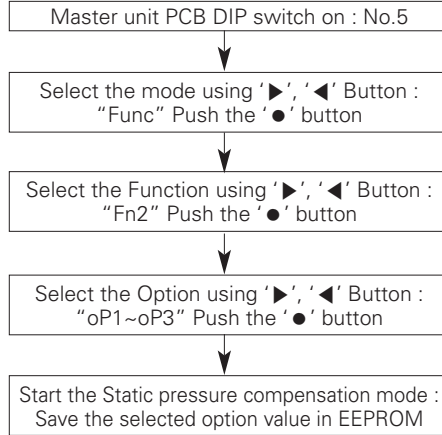 Master unit PCB DIP switch on : No.5
Select the mode using ‘▶’, ‘◀’ Button :
“Func” Push the ‘●’ button
Select the Function using ‘▶’, ‘◀’ Button :
“Fn2” Push the ‘●’ button
Select the Option using ‘▶’, ‘◀’ Button :
“oP1~oP3” Push the ‘●’ button
Start the Static pressure compensation mode :
Save the selected option value in EEPROM